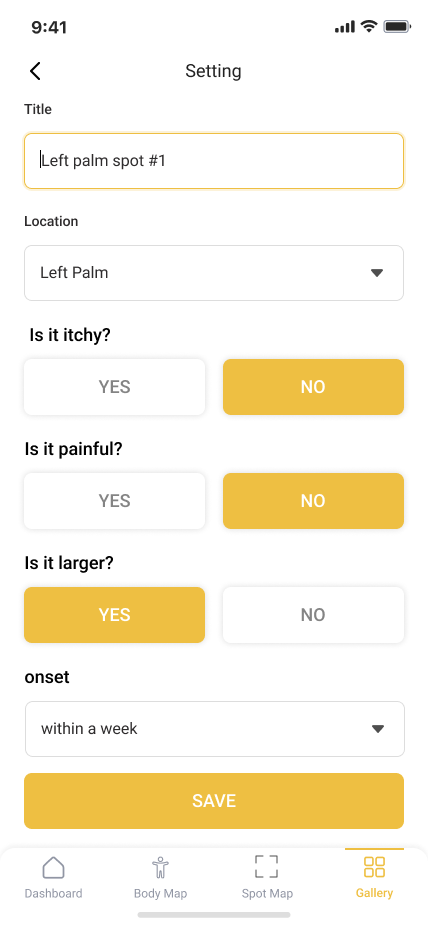 9:41
Setting
Title
Left palm spot #1
Location
Left Palm
Is it itchy?
YES NO
Is it painful?
YES NO
Is it larger?
YES NO
onset
within a week
SAVE
Dashboard Body Map Spot Map Gallery